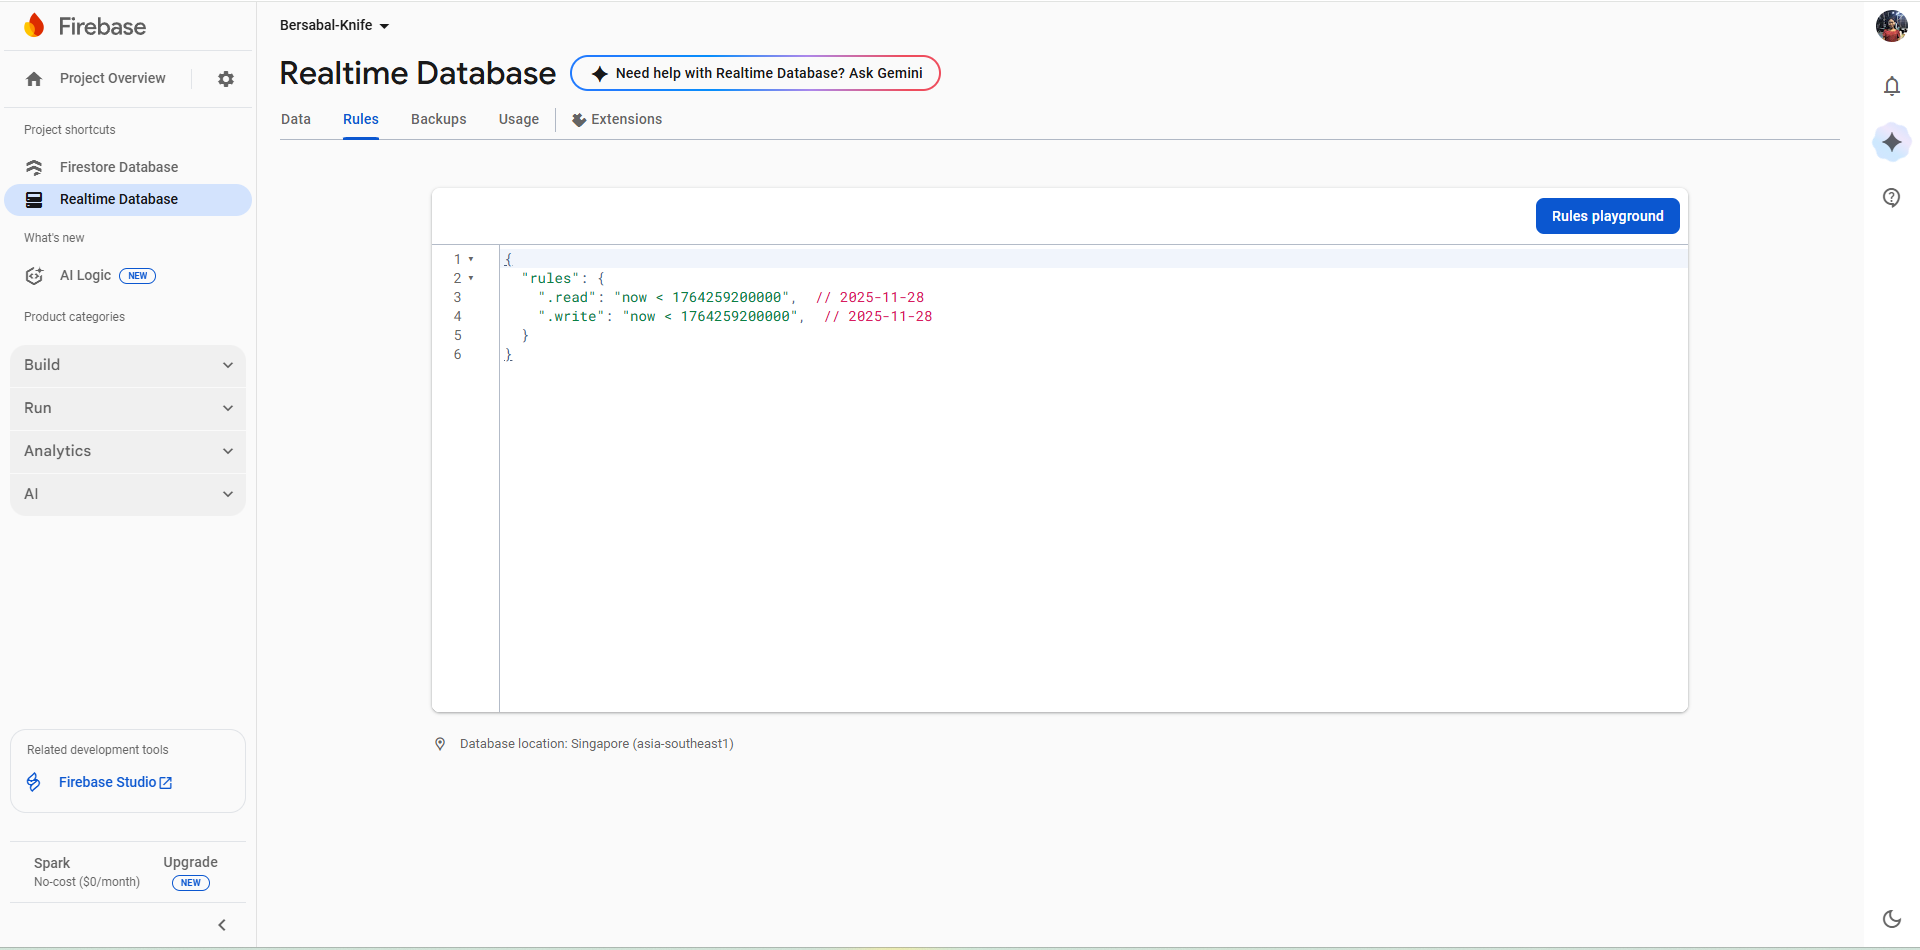 Firebase
Project Overview
Project shortcuts
Firestore Database
Realtime Database
What's new
AI Logic NEW
Product categories
Build
Run
Analytics
AI
Related development tools
Firebase Studio
Spark
No-cost ($0/month)
Upgrade
NEW
Bersabal-Knife
Realtime Database
Need help with Realtime Database? Ask Gemini
Data Rules Backups Usage Extensions
Rules playground
1 {
2 "rules": {
3 ".read": "now < 1764259200000", // 2025-11-28
4 ".write": "now < 1764259200000", // 2025-11-28
5 }
6 }
Database location: Singapore (asia-southeast1)